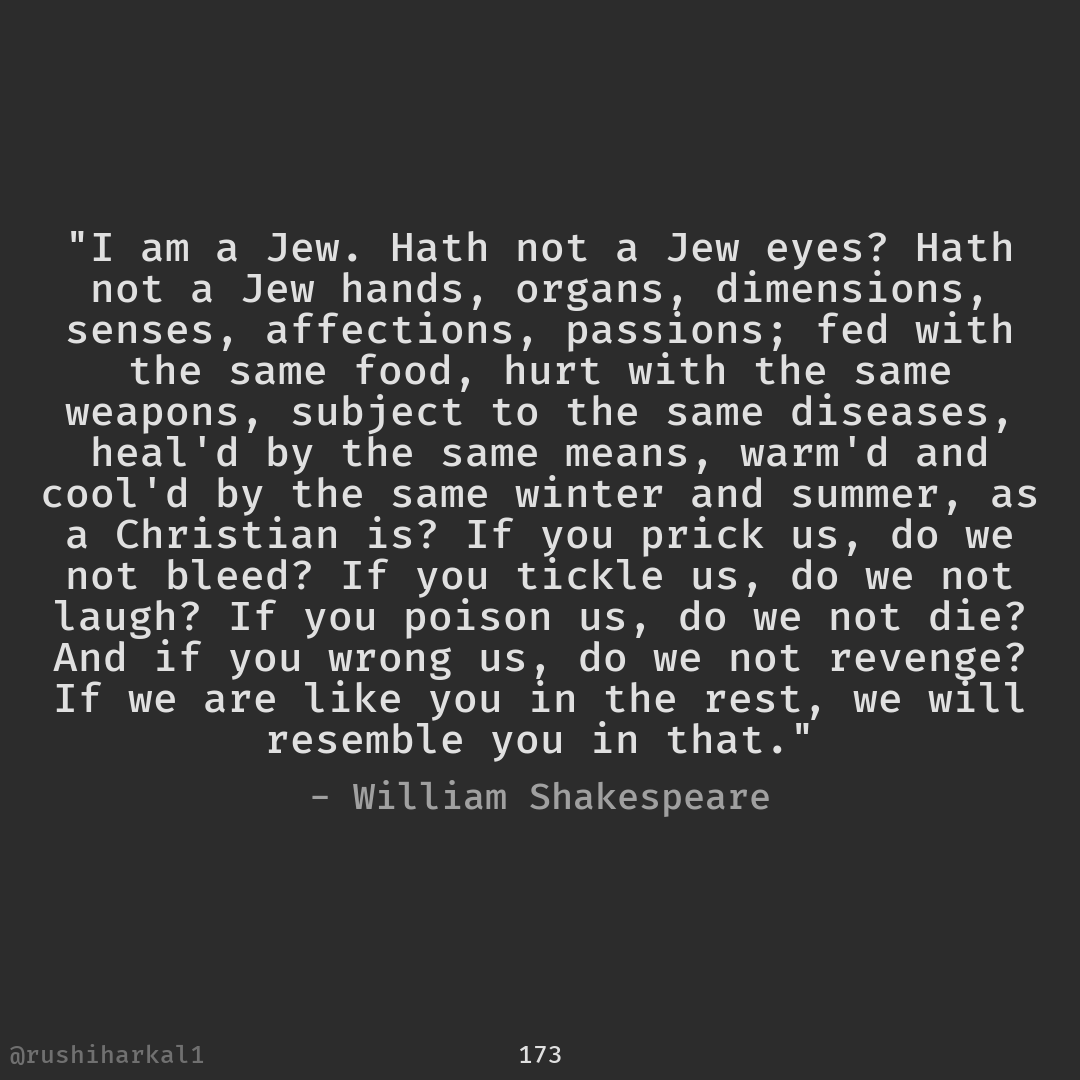 "I am a Jew. Hath not a Jew eyes? Hath
not a Jew hands, organs, dimensions,
senses, affections, passions; fed with
the same food, hurt with the same
weapons, subject to the same diseases,
heal'd by the same means, warm'd and
cool'd by the same winter and summer, as
a Christian is? If you prick us, do we
not bleed? If you tickle us, do we not
laugh? If you poison us, do we not die?
And if you wrong us, do we not revenge?
If we are like you in the rest, we will
resemble you in that."
– William Shakespeare
@rushiharkal1
173